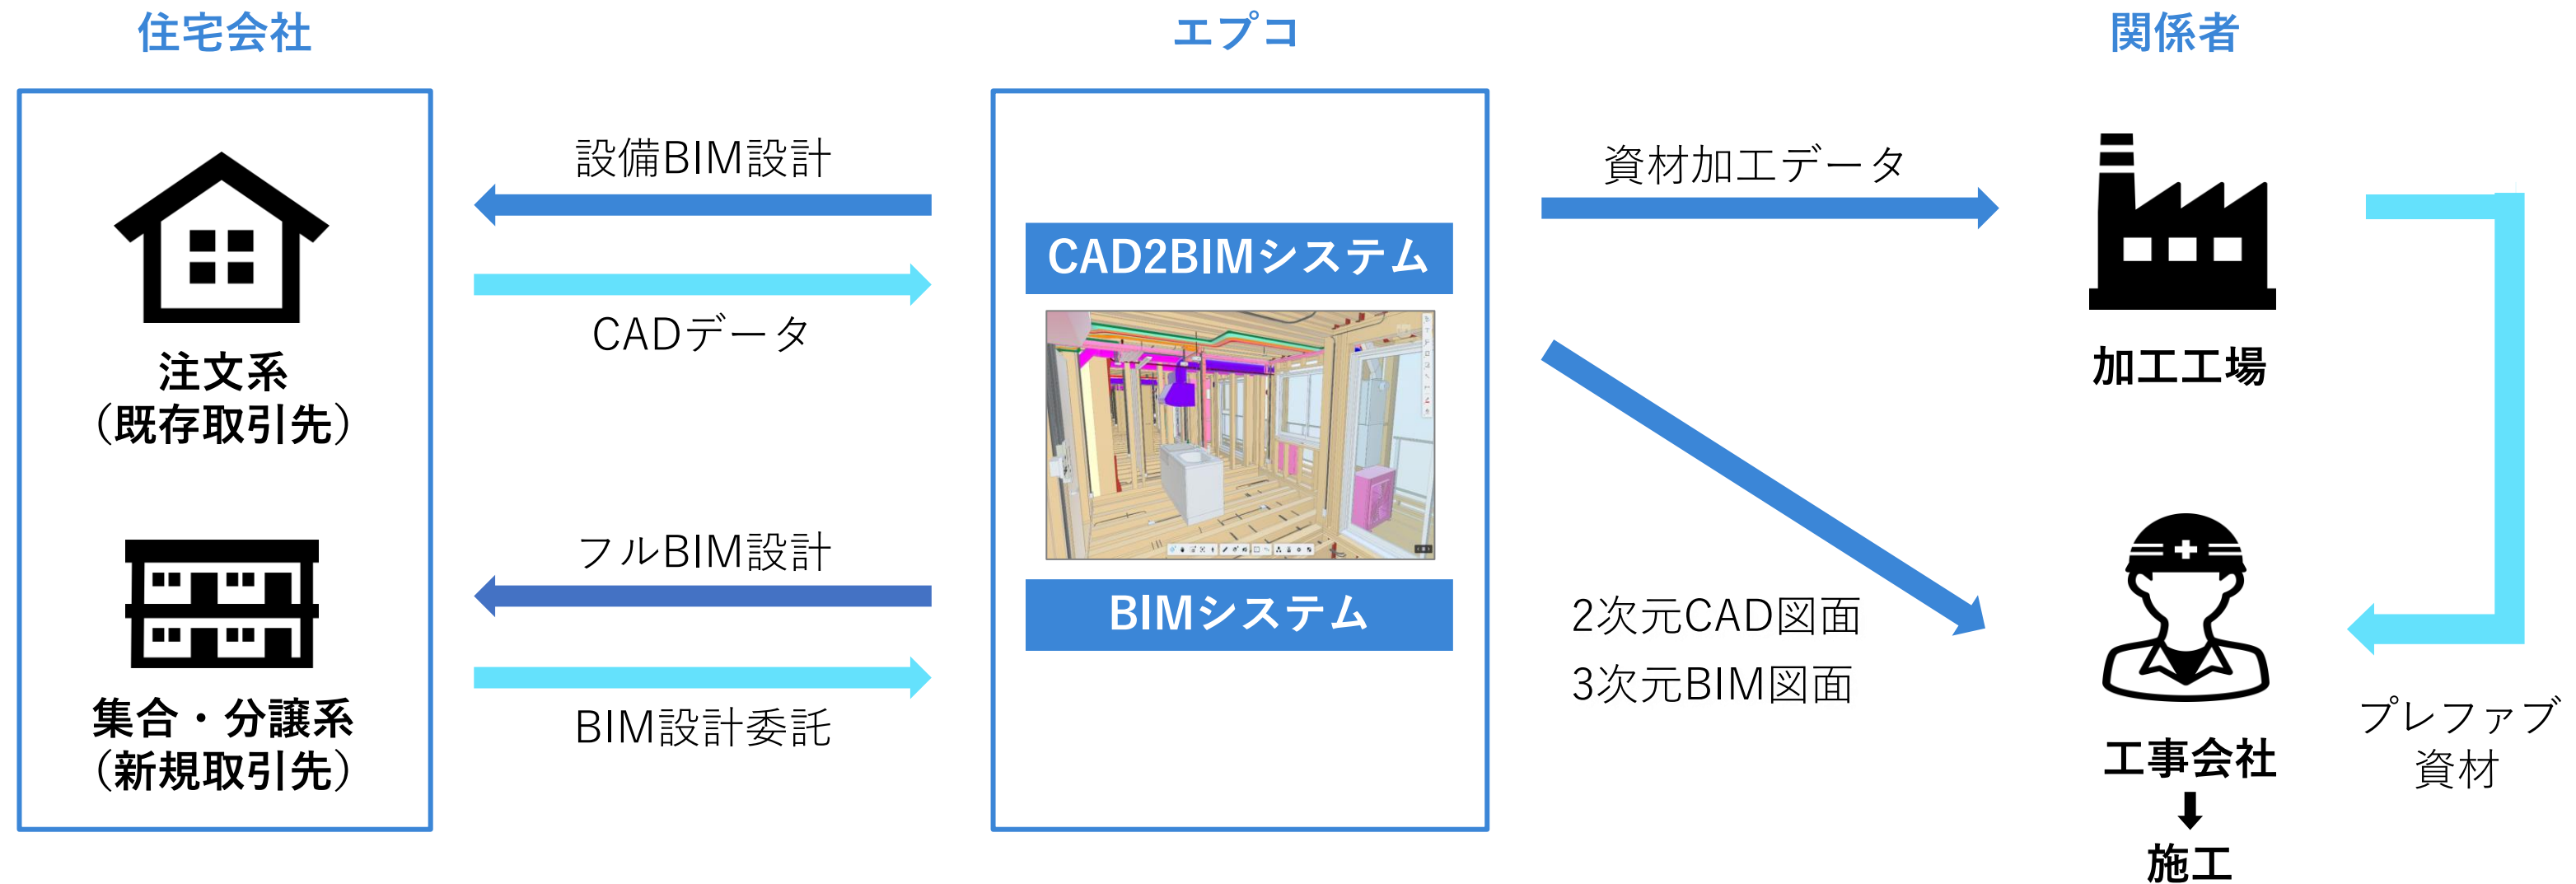 住宅会社
エプコ
関係者
設備BIM設計
CADデータ
注文系
（既存取引先）
フルBIM設計
BIM設計委託
集合・分譲系
（新規取引先）
CAD2BIMシステム
BIMシステム
資材加工データ
加工工場
2次元CAD図面
3次元BIM図面
工事会社
施工
プレファブ
資材